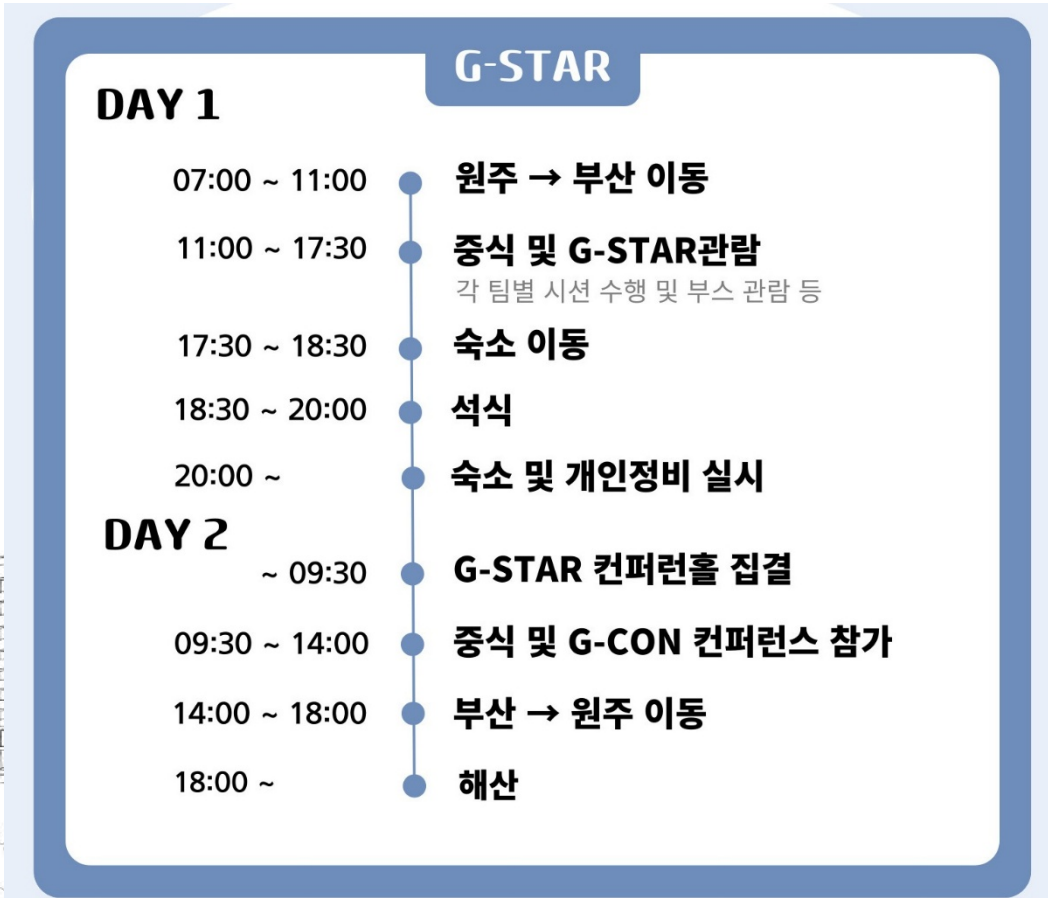 G-STAR
DAY 1
07:00 ~ 11:00 원주 → 부산 이동
11:00 ~ 17:30 중식 및 G-STAR관람
각 팀별 시션 수행 및 부스 관람 등
17:30 ~ 18:30 숙소 이동
18:30 ~ 20:00 석식
20:00 ~ 숙소 및 개인정비 실시
DAY 2
~ 09:30 G-STAR 컨퍼런홀 집결
09:30 ~ 14:00 중식 및 G-CON 컨퍼런스 참가
14:00 ~ 18:00 부산 → 원주 이동
18:00 ~ 해산